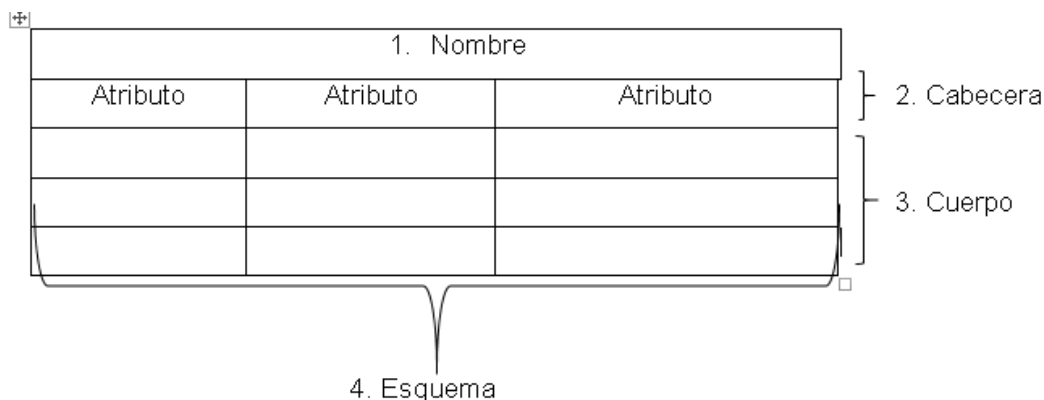 1. Nombre
Atributo Atributo Atributo
2. Cabecera
3. Cuerpo
4. Esquema